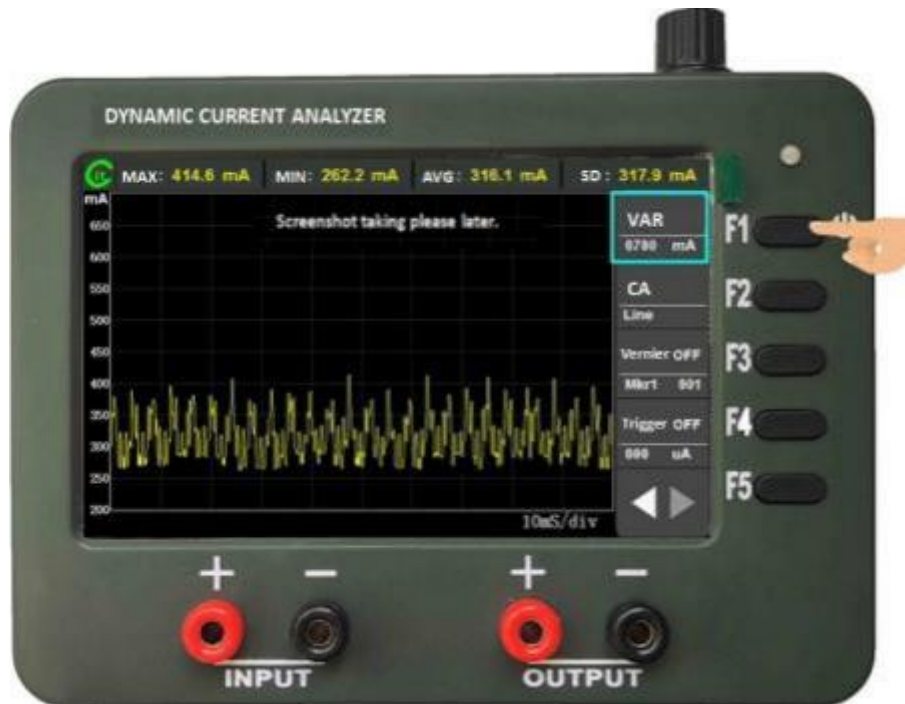 DYNAMIC CURRENT ANALYZER
MAX: 414.6 mA MIN: 262.2 mA AVG: 316.1 mA SD: 317.9 mA
mA
Screenshot taking please later.
650
600
550
500
450
400
350
300
250
200
10mS/div
VAR
0780 mA
CA
Line
Vernier OFF
Mkr1 901
Trigger OFF
000 uA
F1
F2
F3
F4
F5
+ − + −
INPUT OUTPUT